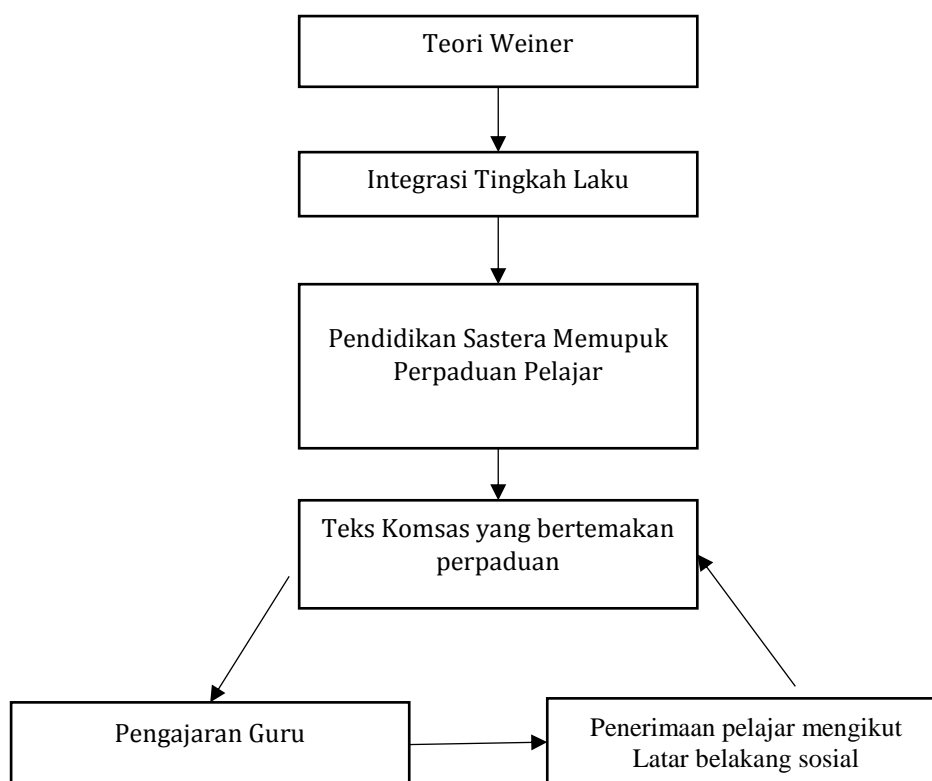 Teori Weiner
Integrasi Tingkah Laku
Pendidikan Sastera Memupuk
Perpaduan Pelajar
Teks Komsas yang bertemakan
perpaduan
Pengajaran Guru
Penerimaan pelajar mengikut
Latar belakang sosial